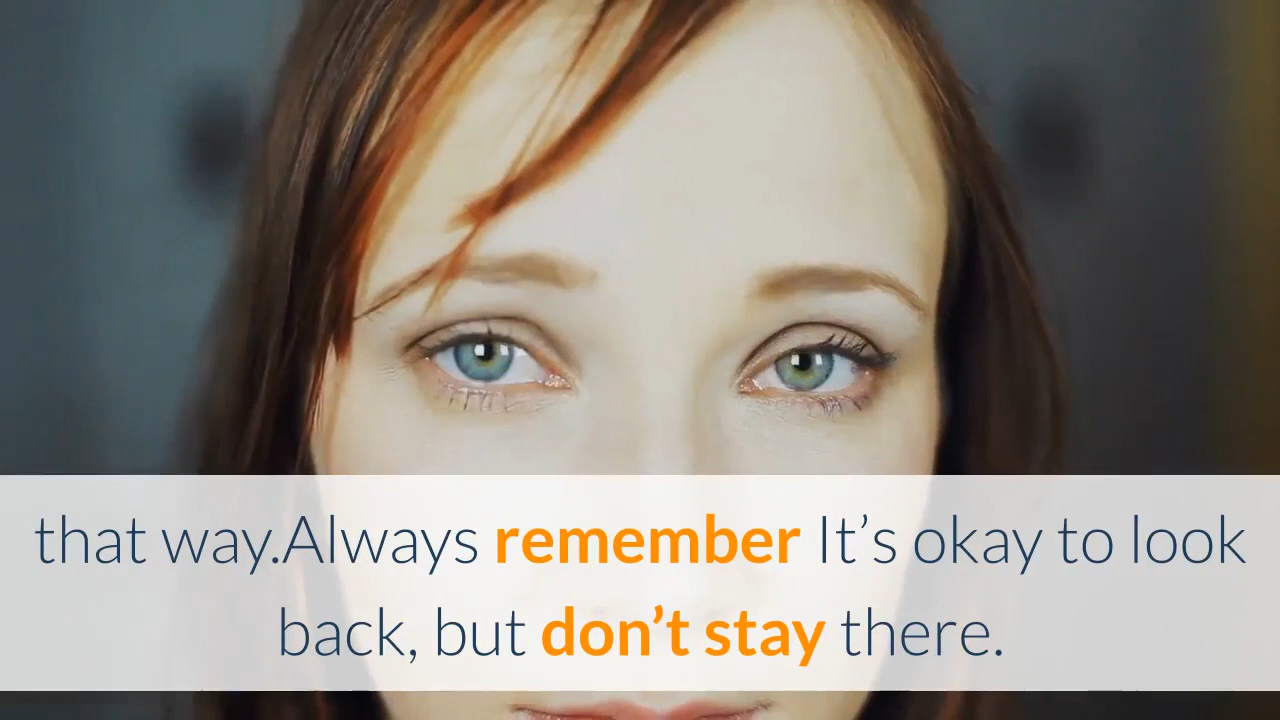 that way.Always remember It’s okay to look
back, but don’t stay there.